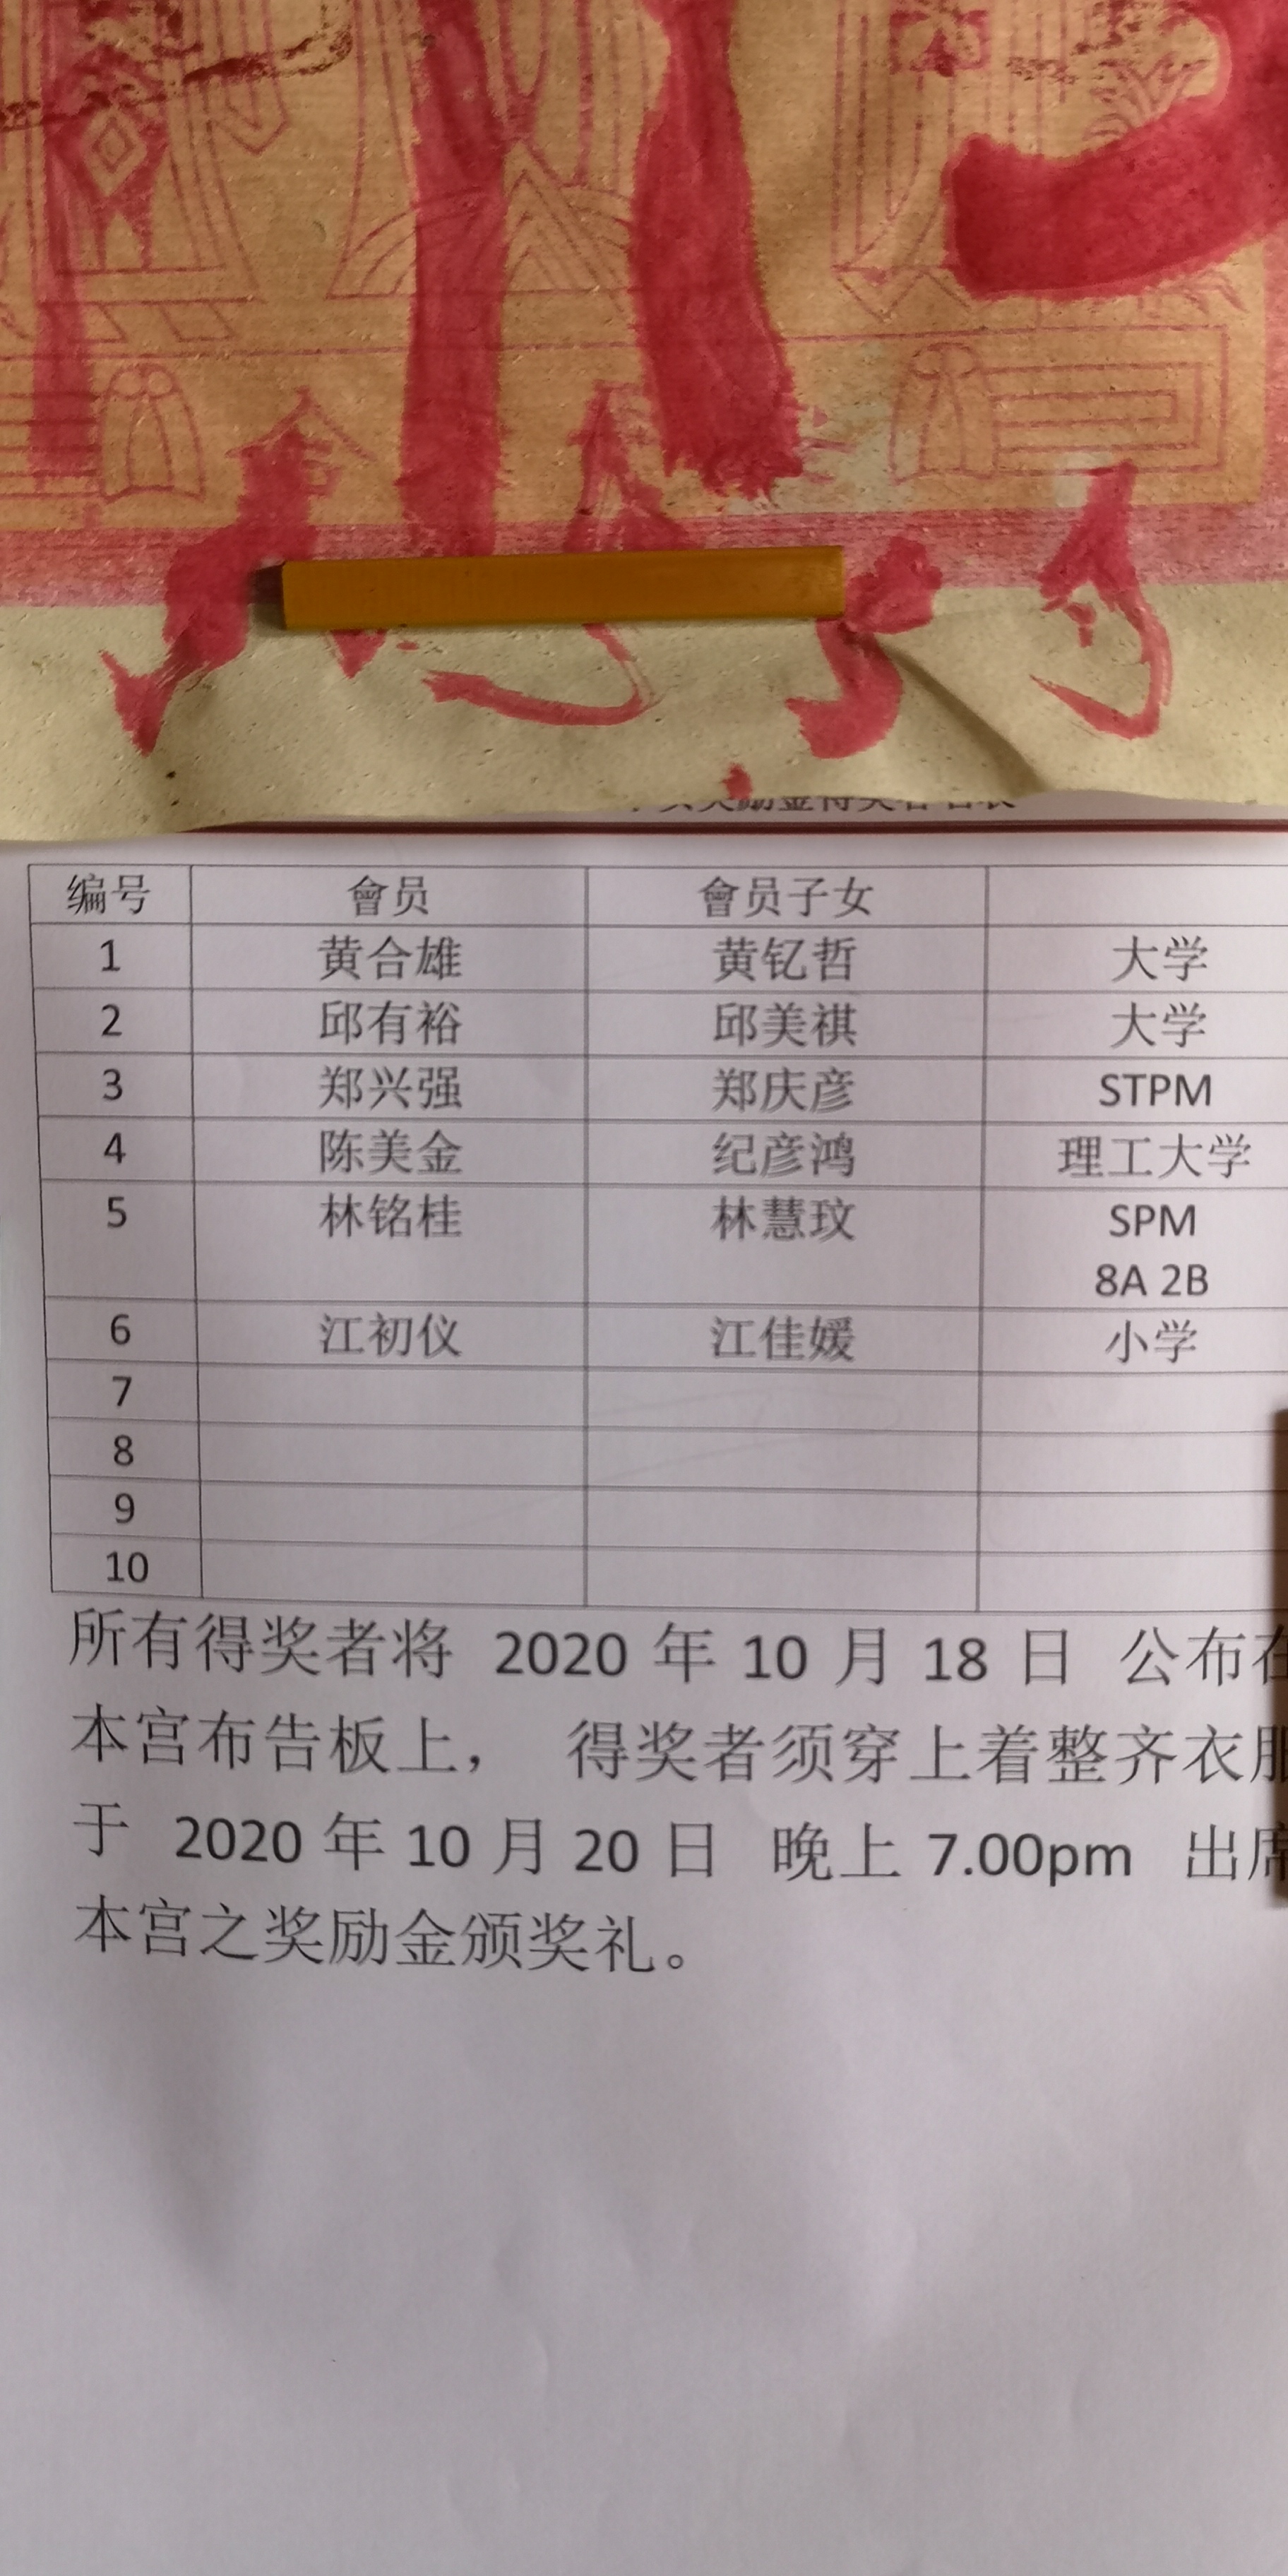 奖励金得奖者名表
编号 會员 會员子女
1 黄合雄 黄钇哲 大学
2 邱有裕 邱美祺 大学
3 郑兴强 郑庆彦 STPM
4 陈美金 纪彦鸿 理工大学
5 林铭桂 林慧玟 SPM
8A 2B
6 江初仪 江佳媛 小学
7
8
9
10
所有得奖者将 2020 年 10 月 18 日 公布在
本宫布告板上， 得奖者须穿上着整齐衣服
于 2020 年 10 月 20 日 晚上 7.00pm 出席
本宫之奖励金颁奖礼。